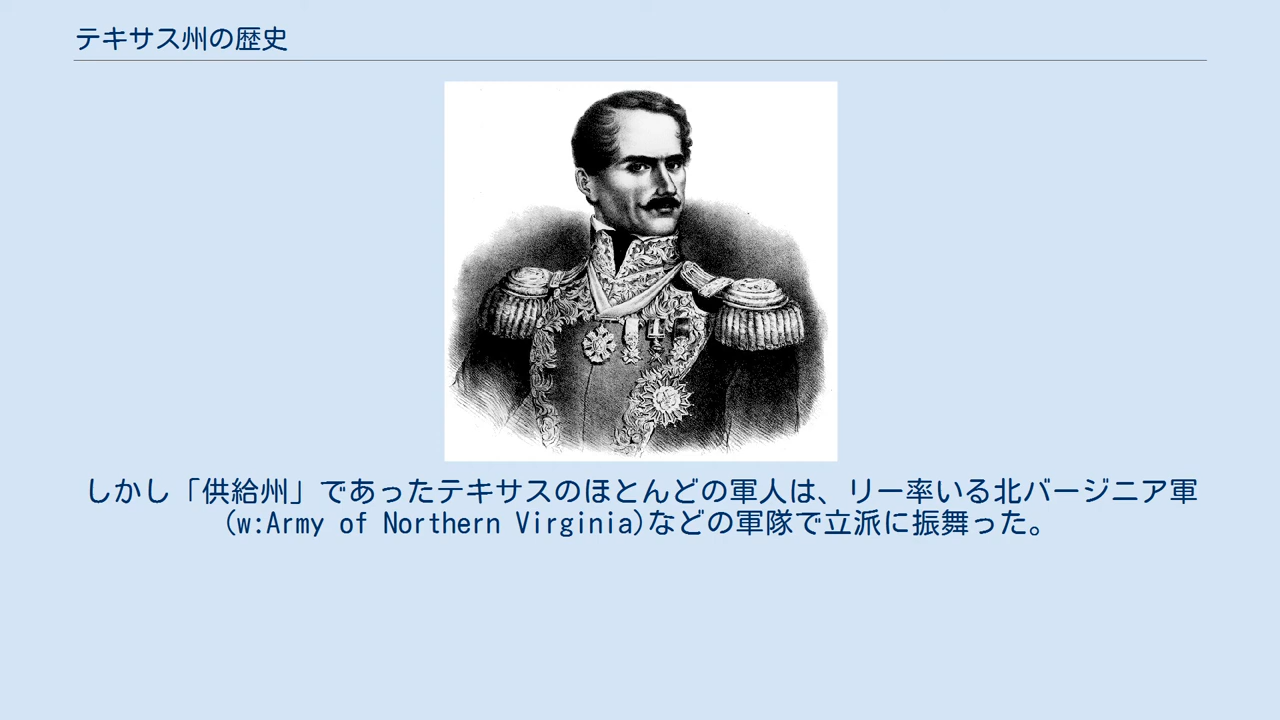 テキサス州の歴史
しかし「供給州」であったテキサスのほとんどの軍人は、リー率いる北バージニア軍
(w:Army of Northern Virginia)などの軍隊で立派に振舞った。